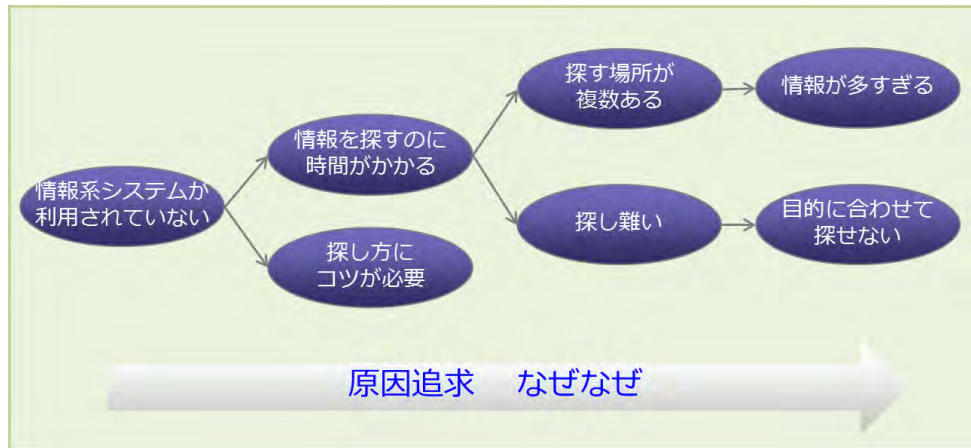 情報系システムが
利用されていない
情報を探すのに
時間がかかる
探し方に
コツが必要
探す場所が
複数ある
探し難い
情報が多すぎる
目的に合わせて
探せない
原因追求 なぜなぜ